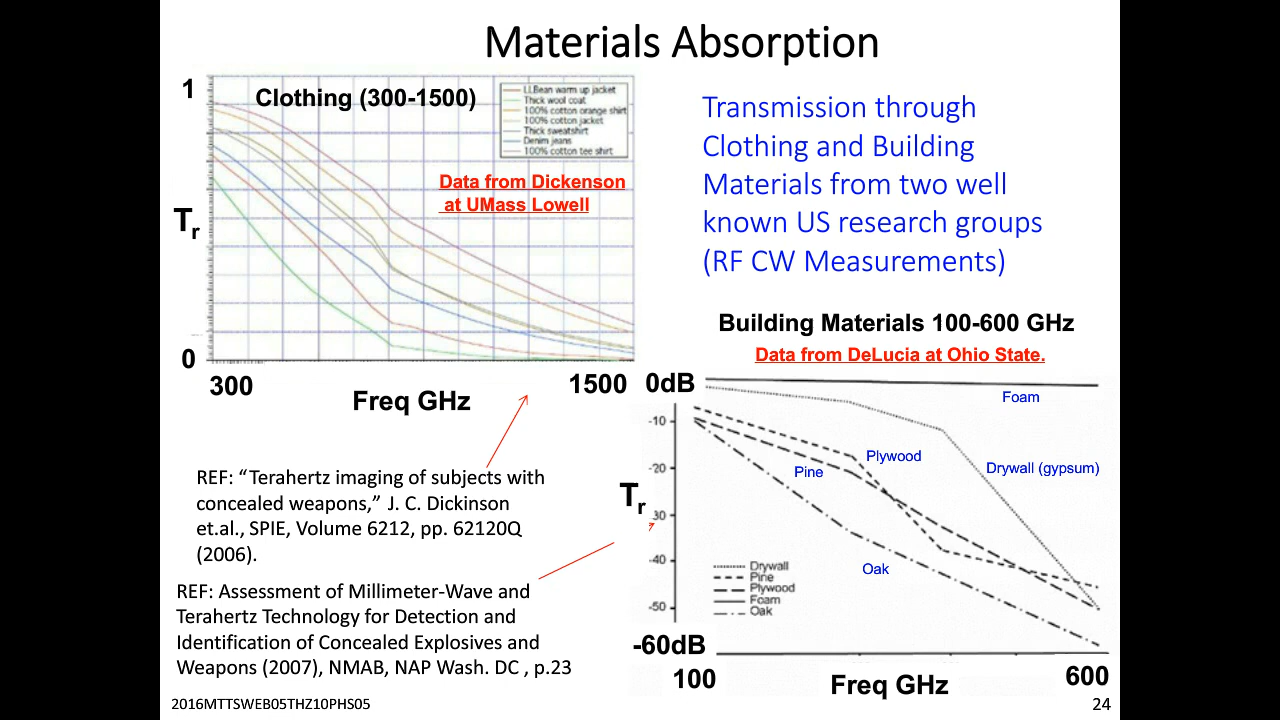 Materials Absorption
1
Clothing (300-1500)
LLBean warm up jacket
Thick wool coat
100% cotton orange shirt
100% cotton jacket
Thick sweatshirt
Denim jeans
100% cotton tee shirt
Data from Dickenson
at UMass Lowell
Tr
0
300
1500
Freq GHz
Transmission through
Clothing and Building
Materials from two well
known US research groups
(RF CW Measurements)
Building Materials 100-600 GHz
Data from DeLucia at Ohio State.
0dB
Foam
-10
Plywood
-20
Pine
Drywall (gypsum)
Tr
-30
-40
Oak
Drywall
Pine
Plywood
Foam
Oak
-50
-60dB
100
600
Freq GHz
REF: “Terahertz imaging of subjects with
concealed weapons,” J. C. Dickinson
et.al., SPIE, Volume 6212, pp. 62120Q
(2006).
REF: Assessment of Millimeter-Wave and
Terahertz Technology for Detection and
Identification of Concealed Explosives and
Weapons (2007), NMAB, NAP Wash. DC , p.23
2016MTTSWEB05THZ10PHS05
24